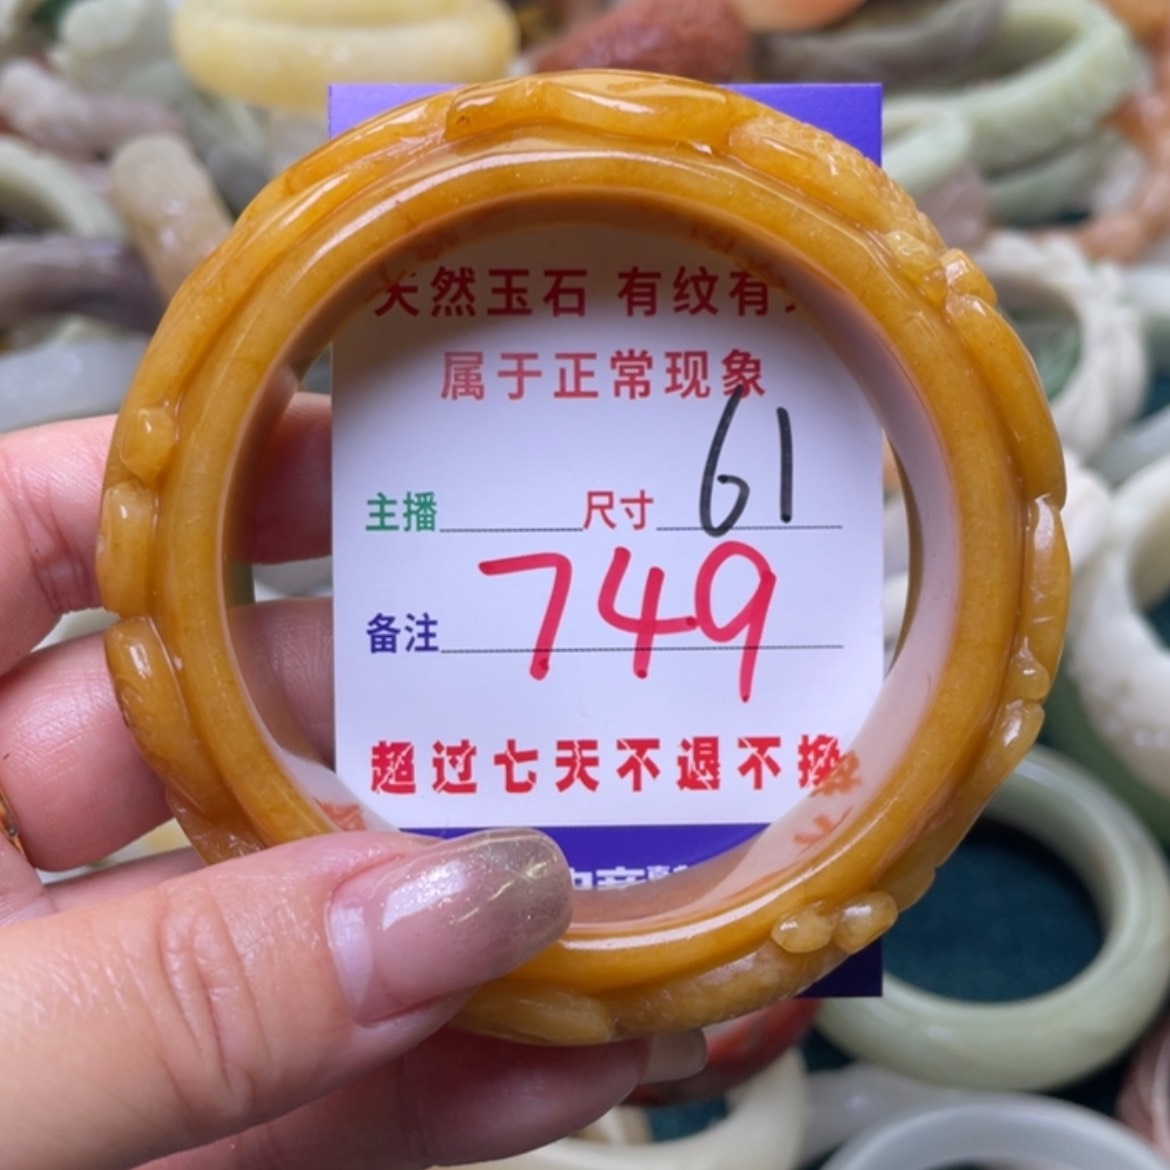 天然玉石 有纹有
属于正常现象
主播 尺寸 61
备注 749
超过七天不退不换